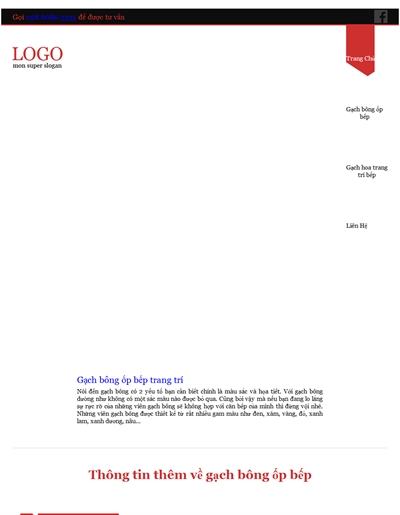 Gọi để được tư vấn
LOGO
mon super slogan
Trang Chủ
Gạch bông ốp
bếp
Gạch hoa trang
trí bếp
Liên Hệ
Gạch bông ốp bếp trang trí
Nói đến gạch bông có 2 yếu tố bạn cần biết chính là màu sắc và họa tiết. Với gạch bông
dường như không có một sắc màu nào được bỏ qua. Cũng bởi vậy mà nếu bạn đang lo lắng
sự rực rỡ của những viên gạch bông sẽ không hợp với căn bếp của mình thì đừng vội nhé.
Những viên gạch bông được thiết kế từ rất nhiều gam màu như đen, xám, vàng, đỏ, xanh
lam, xanh dương, nâu...
Thông tin thêm về gạch bông ốp bếp